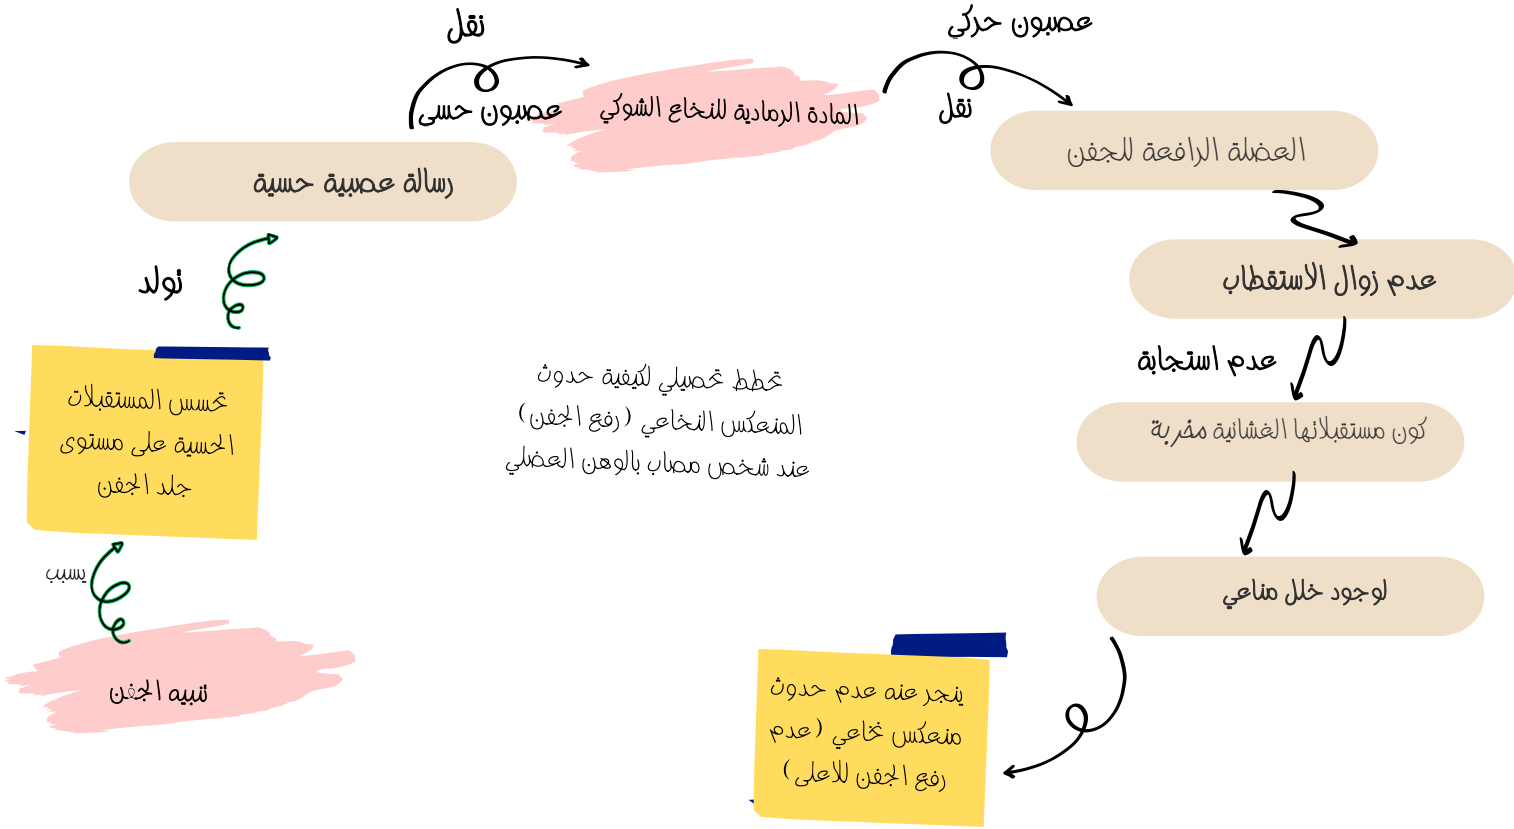 تخطط تحصيلي لكيفية حدوث
المنعكس النخاعي (رفع الجفن)
عند شخص مصاب بالوهن العضلي
تنبيه الجفن
يسبب
تحسس المستقبلات
الحسية على مستوى
جلد الجفن
تولد
رسالة عصبية حسية
نقل
عصبون حسى
المادة الرمادية للنخاع الشوكي
عصبون حركي
نقل
العضلة الرافعة للجفن
عدم زوال الاستقطاب
عدم استجابة
كون مستقبلاتها الغشائية مخربة
لوجود خلل مناعي
ينجر عنه عدم حدوث
منعكس نخاعي (عدم
رفع الجفن للأعلى)